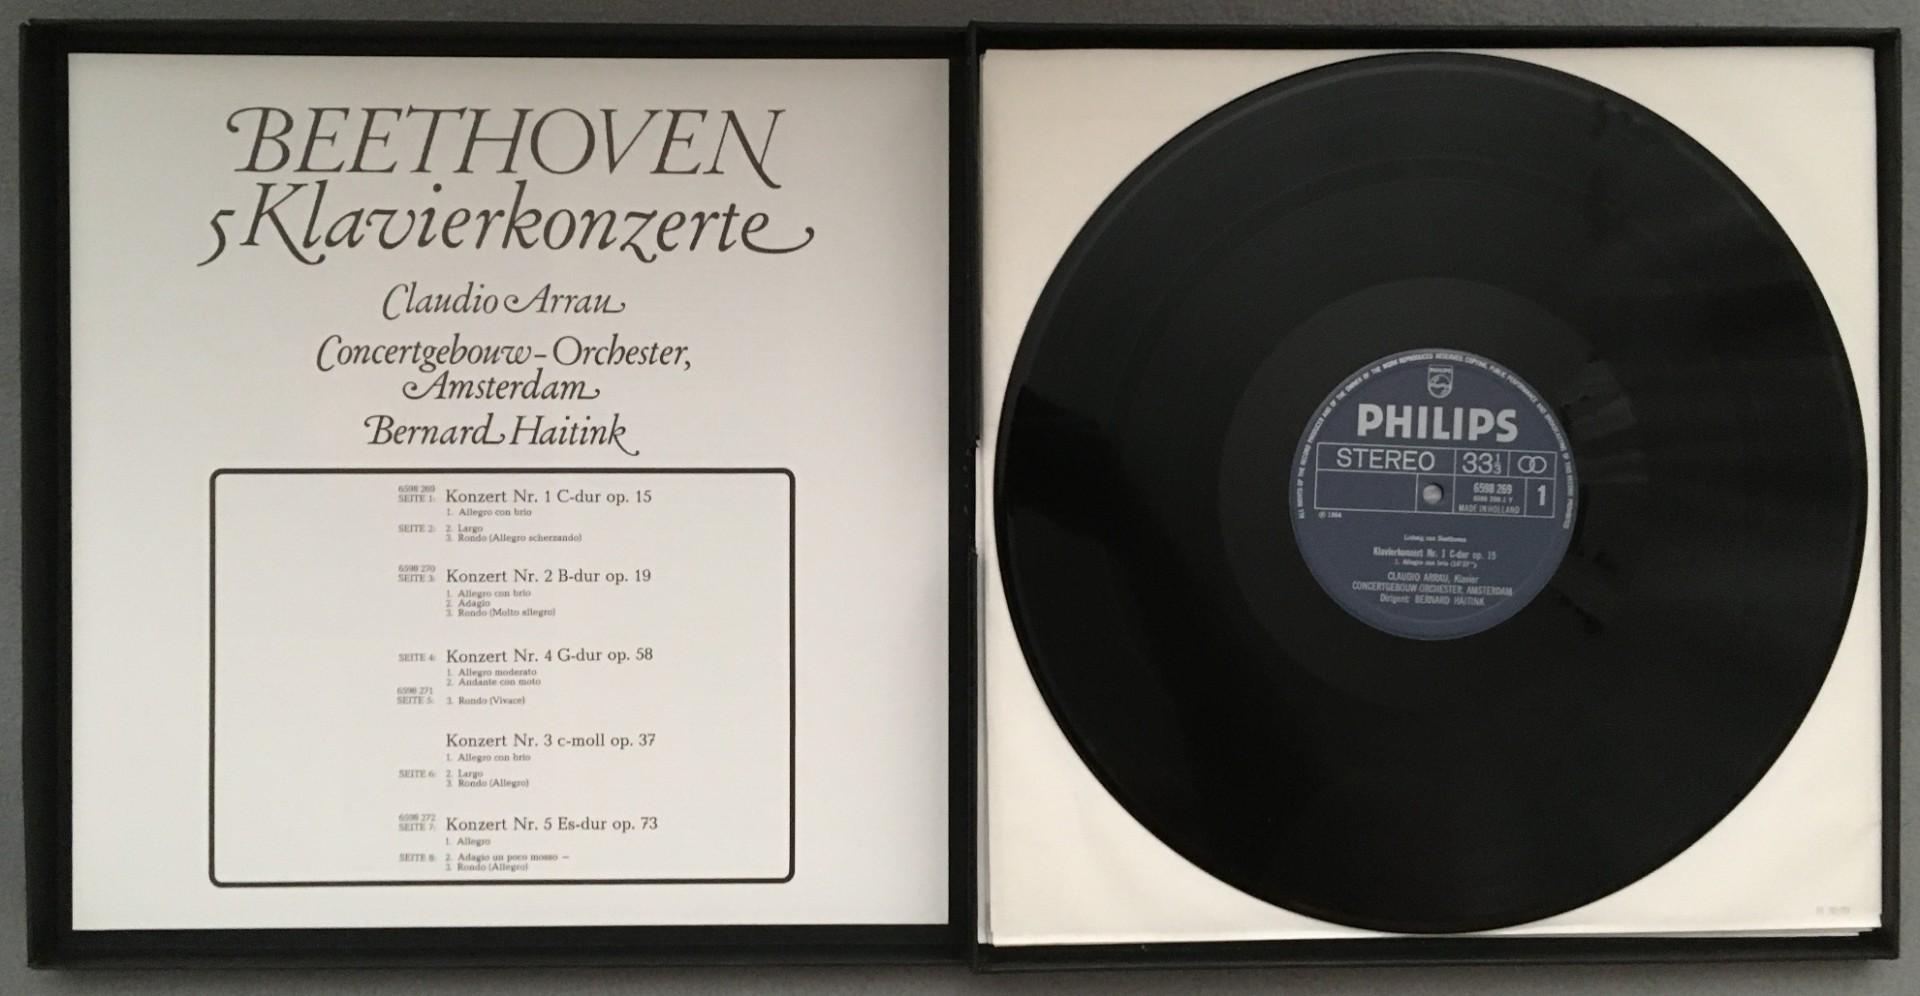 BEETHOVEN
5 Klavierkonzerte
Claudio Arrau
Concertgebouw-Orchester,
Amsterdam
Bernard Haitink
6598 269
SEITE 1: Konzert Nr. 1 C-dur op. 15
1. Allegro con brio
SEITE 2: 2. Largo
3. Rondo (Allegro scherzando)
6598 270
SEITE 3: Konzert Nr. 2 B-dur op. 19
1. Allegro con brio
2. Adagio
3. Rondo (Molto allegro)
SEITE 4: Konzert Nr. 4 G-dur op. 58
1. Allegro moderato
2. Andante con moto
6598 271
SEITE 5: 3. Rondo (Vivace)
Konzert Nr. 3 c-moll op. 37
1. Allegro con brio
SEITE 6: 2. Largo
3. Rondo (Allegro)
6598 272
SEITE 7: Konzert Nr. 5 Es-dur op. 73
1. Allegro
SEITE 8: 2. Adagio un poco mosso –
3. Rondo (Allegro)
PHILIPS
PHILIPS
STEREO 33⅓
6598 269
1
MADE IN HOLLAND
℗ 1964
Ludwig van Beethoven
Klavierkonzert Nr. 1 C-dur op. 15
1. Allegro con brio
CLAUDIO ARRAU, Klavier
CONCERTGEBOUW-ORCHESTER, AMSTERDAM
Dirigent: BERNARD HAITINK